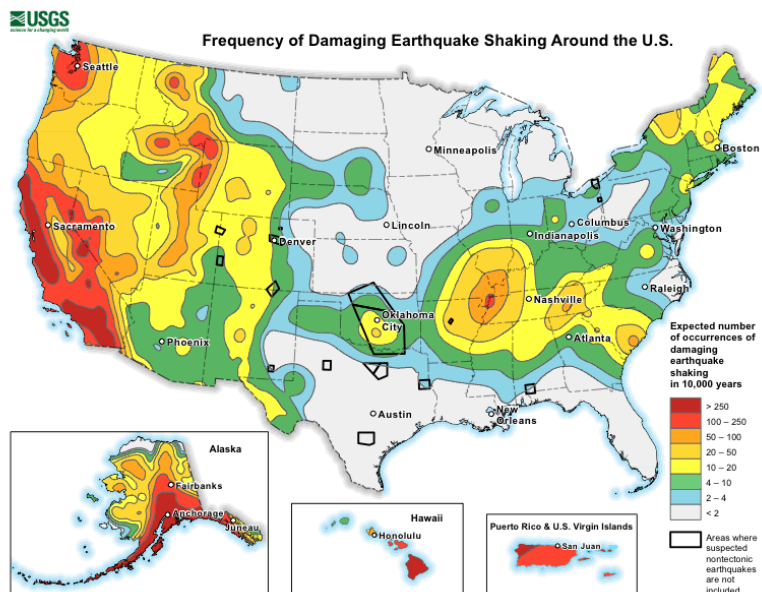 USGS
science for a changing world
Frequency of Damaging Earthquake Shaking Around the U.S.
Seattle
Minneapolis
Boston
Sacramento
Lincoln
Columbus
Washington
Denver
Indianapolis
Raleigh
Nashville
Oklahoma
City
Phoenix
Atlanta
Austin
New
Orleans
Expected number
of occurrences of
damaging
earthquake
shaking
in 10,000 years
> 250
100 – 250
50 – 100
20 – 50
10 – 20
4 – 10
2 – 4
< 2
Areas where
suspected
nontectonic
earthquakes
are not
included
Alaska
Fairbanks
Anchorage
Juneau
Hawaii
Honolulu
Puerto Rico & U.S. Virgin Islands
San Juan